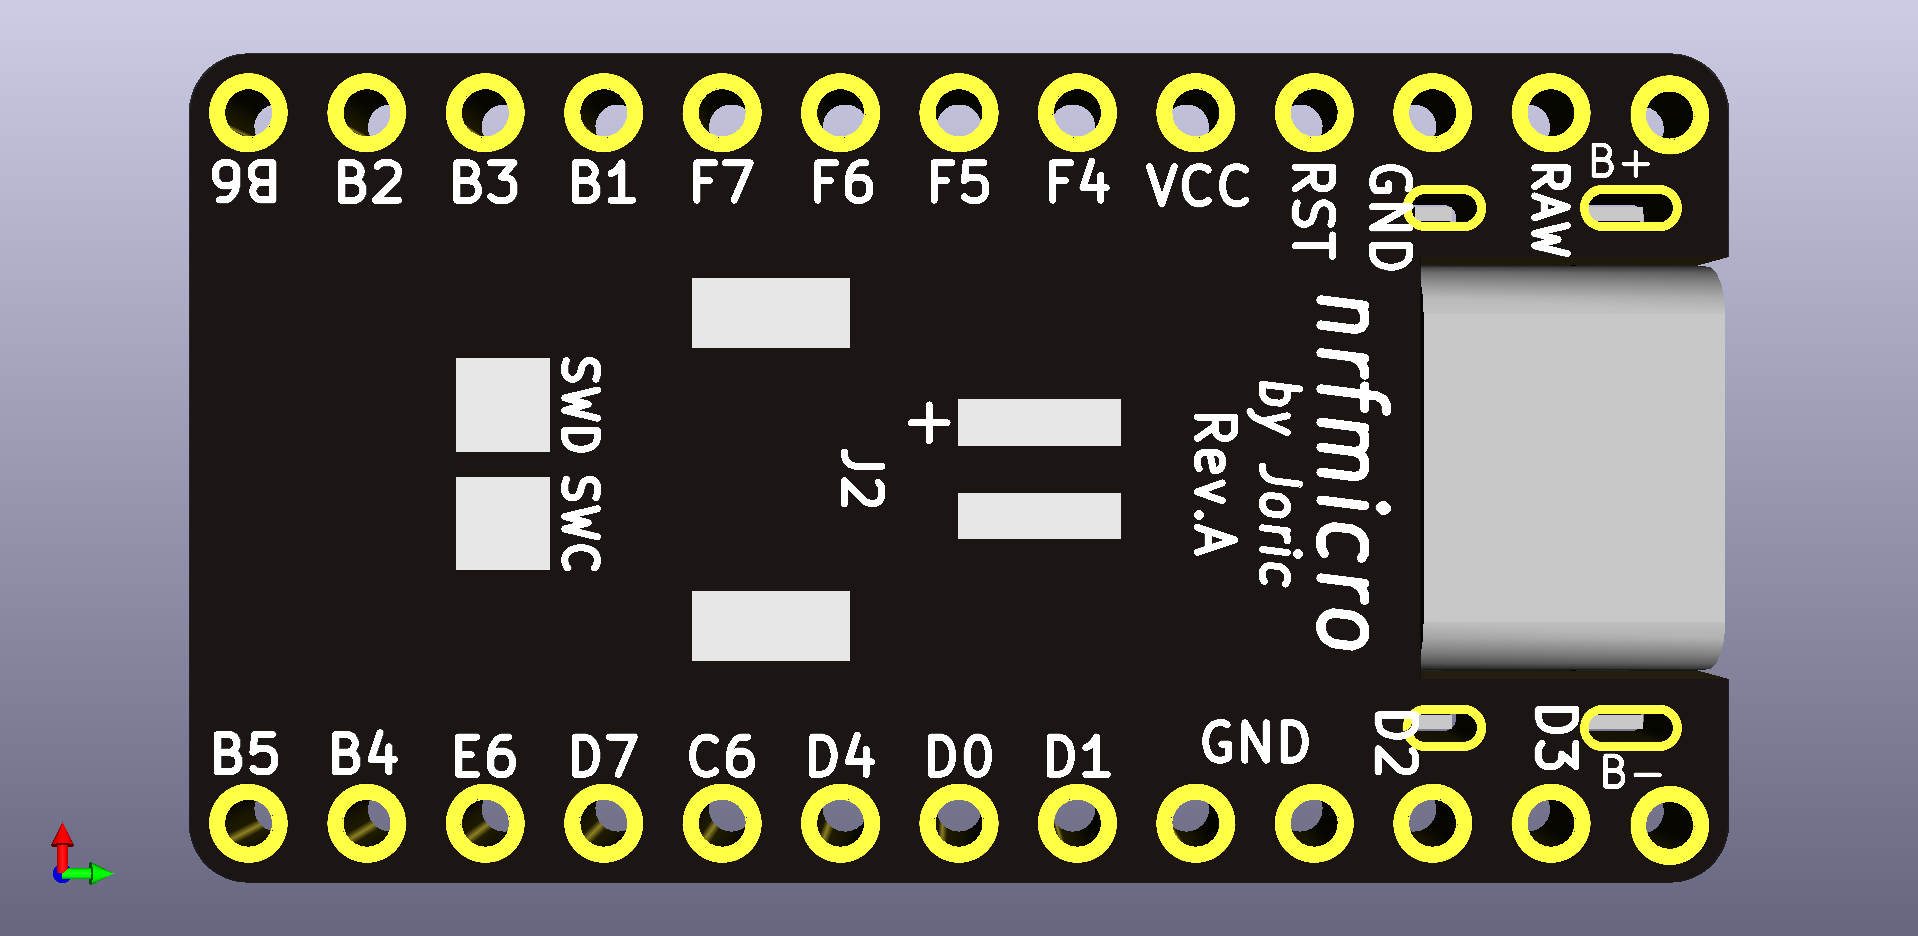 B6 B2 B3 B1 F7 F6 F5 F4 VCC RST GND RAW B+
SWD SWC
J2
+
nrfmicro
by Joric
Rev.A
B5 B4 E6 D7 C6 D4 D0 D1 GND D2 D3 B-